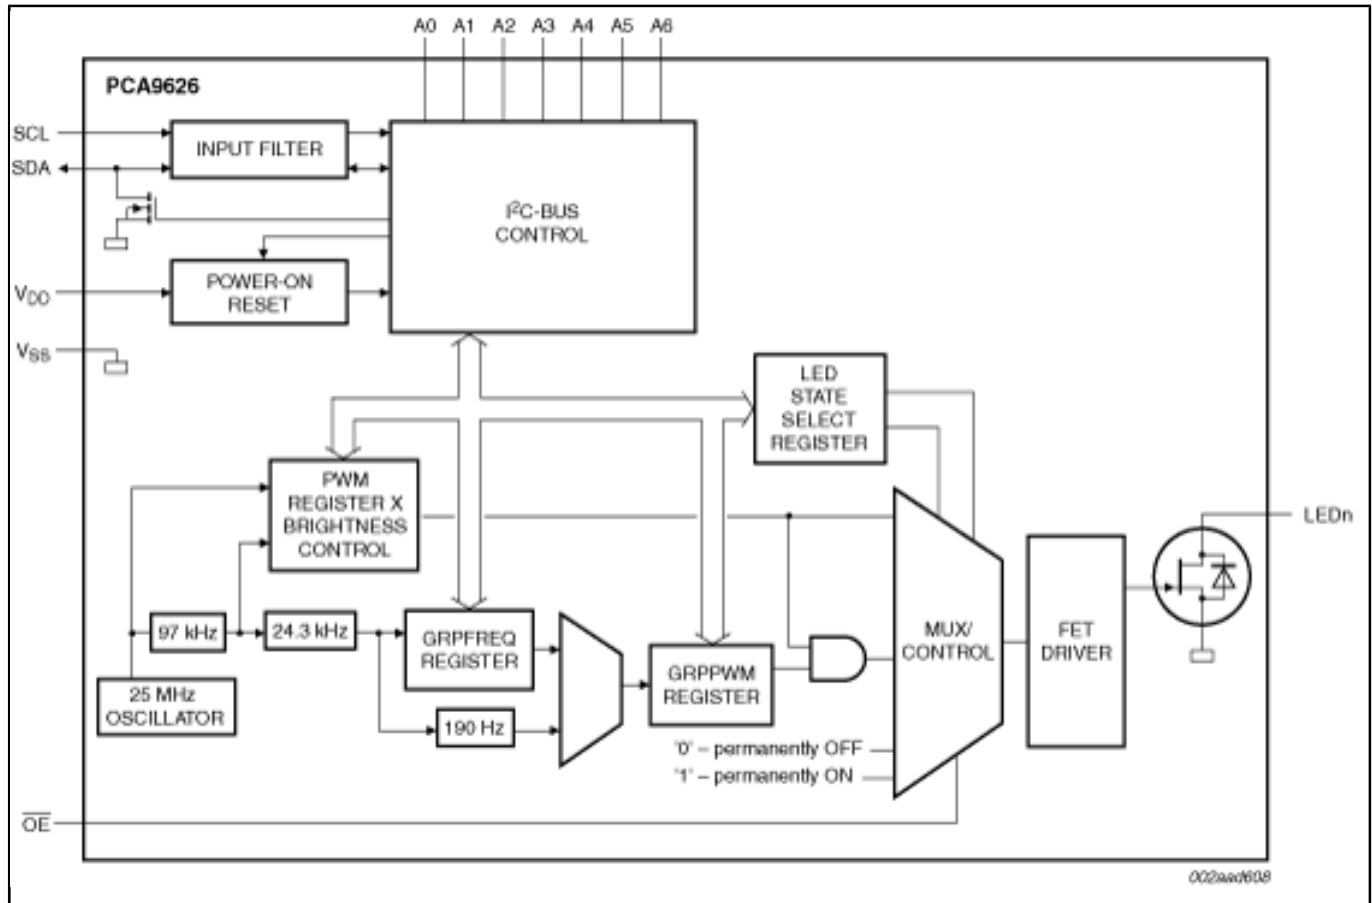 A0 A1 A2 A3 A4 A5 A6
PCA9626
SCL
INPUT FILTER
SDA
I²C-BUS
CONTROL
POWER-ON
RESET
VDD
VSS
LED
STATE
SELECT
REGISTER
PWM
REGISTER X
BRIGHTNESS
CONTROL
LEDn
97 kHz
24.3 kHz
GRPFREQ
REGISTER
MUX/
CONTROL
FET
DRIVER
GRPPWM
REGISTER
25 MHz
OSCILLATOR
190 Hz
'0' – permanently OFF
'1' – permanently ON
OE
002aad608